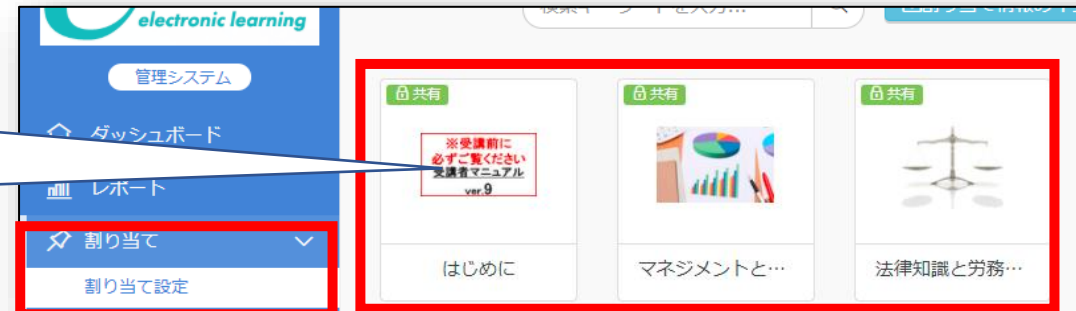 electronic learning
管理システム
ダッシュボード
レポート
割り当て
割り当て設定
共有
※受講前に
必ずご覧ください
受講者マニュアル
ver.9
はじめに
共有
マネジメントと…
共有
法律知識と労務…